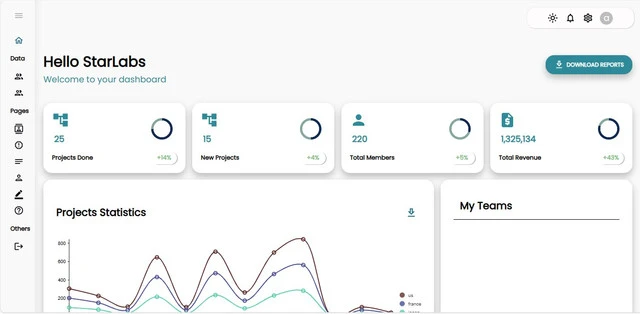 a
Hello StarLabs
Welcome to your dashboard
DOWNLOAD REPORTS
Data
Pages
Others
25
Projects Done
+14%
15
New Projects
+4%
220
Total Members
+5%
1,325,134
Total Revenue
+43%
Projects Statistics
My Teams
800
600
400
200
us
france